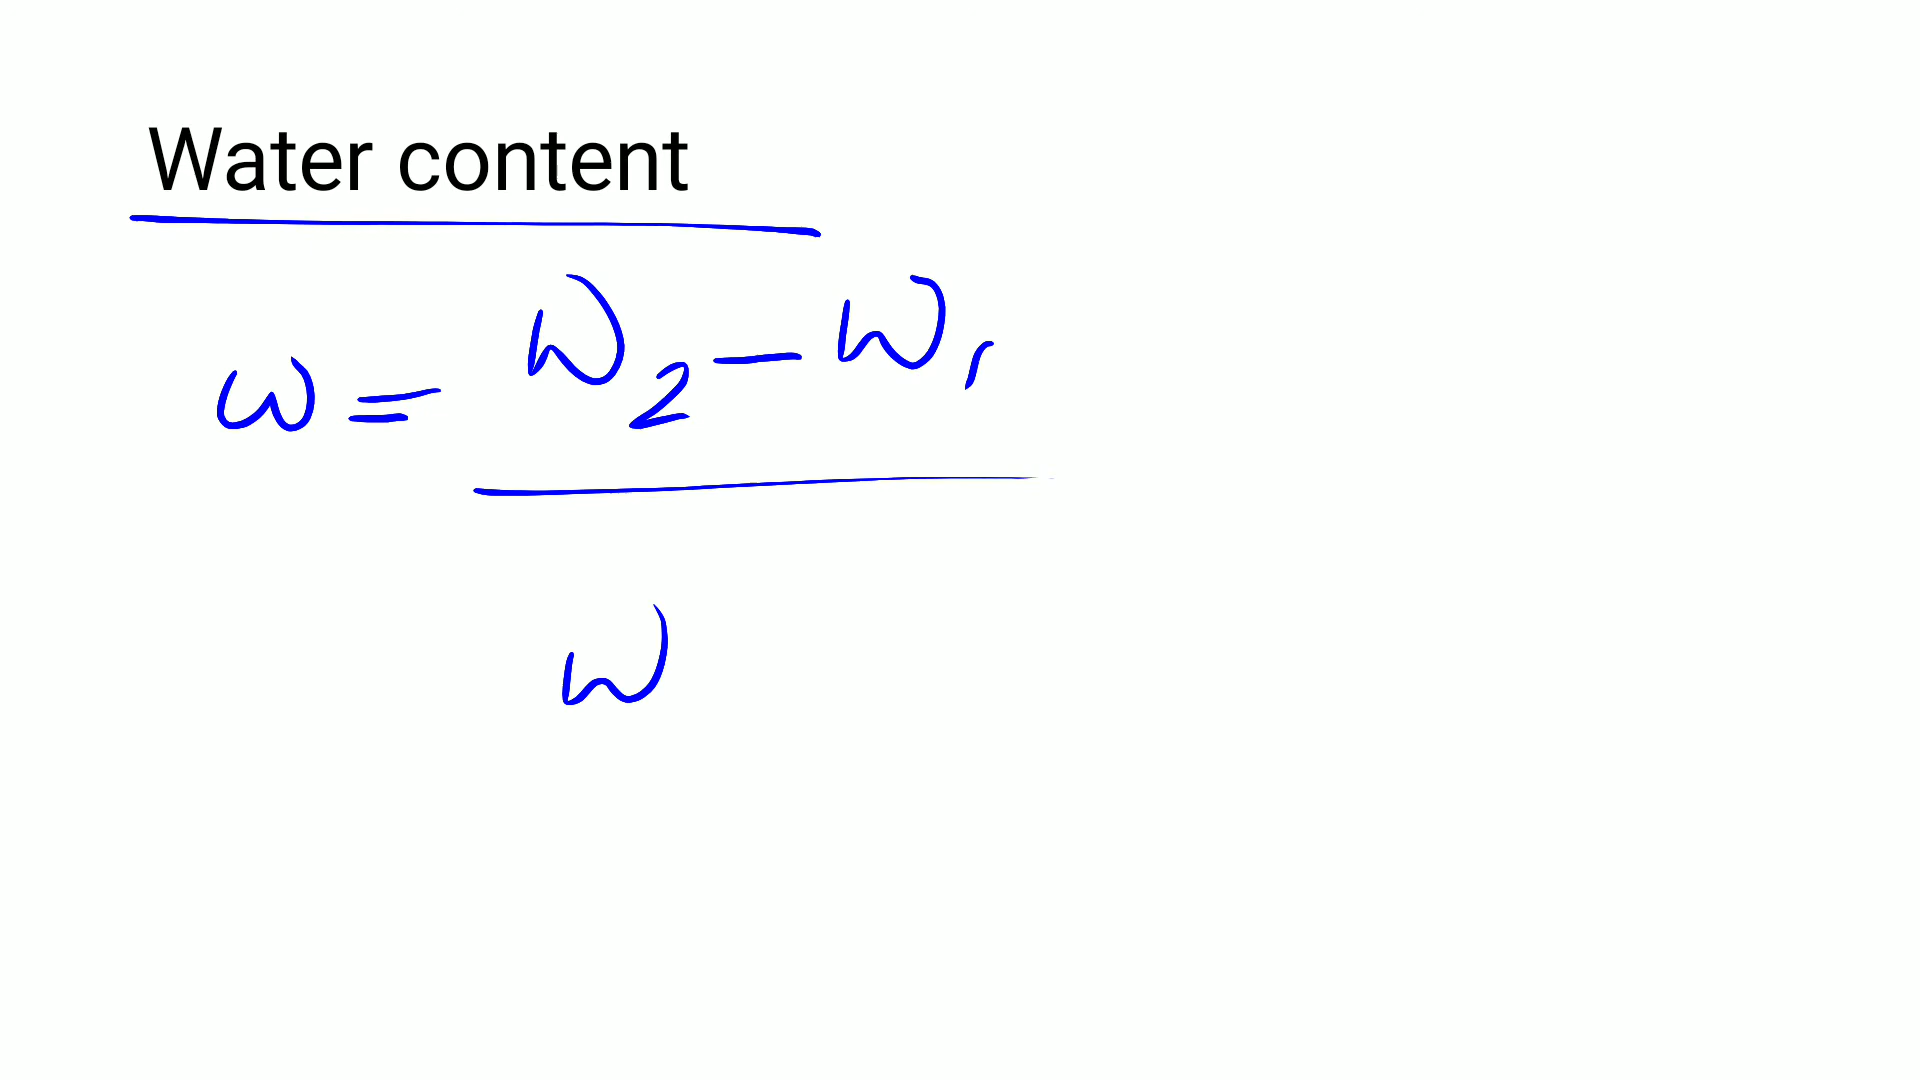 Water content
ω = W₂ - W₁
W